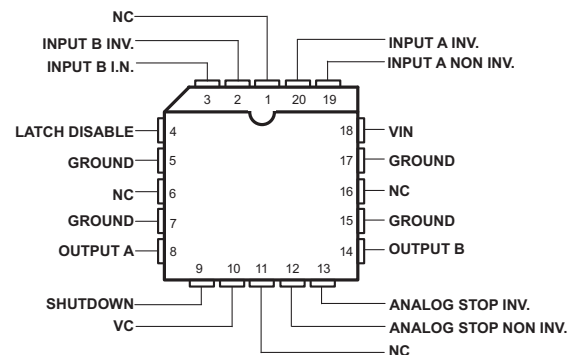 NC
INPUT B INV.
INPUT A INV.
INPUT B I.N.
INPUT A NON INV.
3 2 1 20 19
LATCH DISABLE 4 18 VIN
GROUND 5 17 GROUND
NC 6 16 NC
GROUND 7 15 GROUND
OUTPUT A 8 14 OUTPUT B
9 10 11 12 13
SHUTDOWN
ANALOG STOP INV.
VC
ANALOG STOP NON INV.
NC